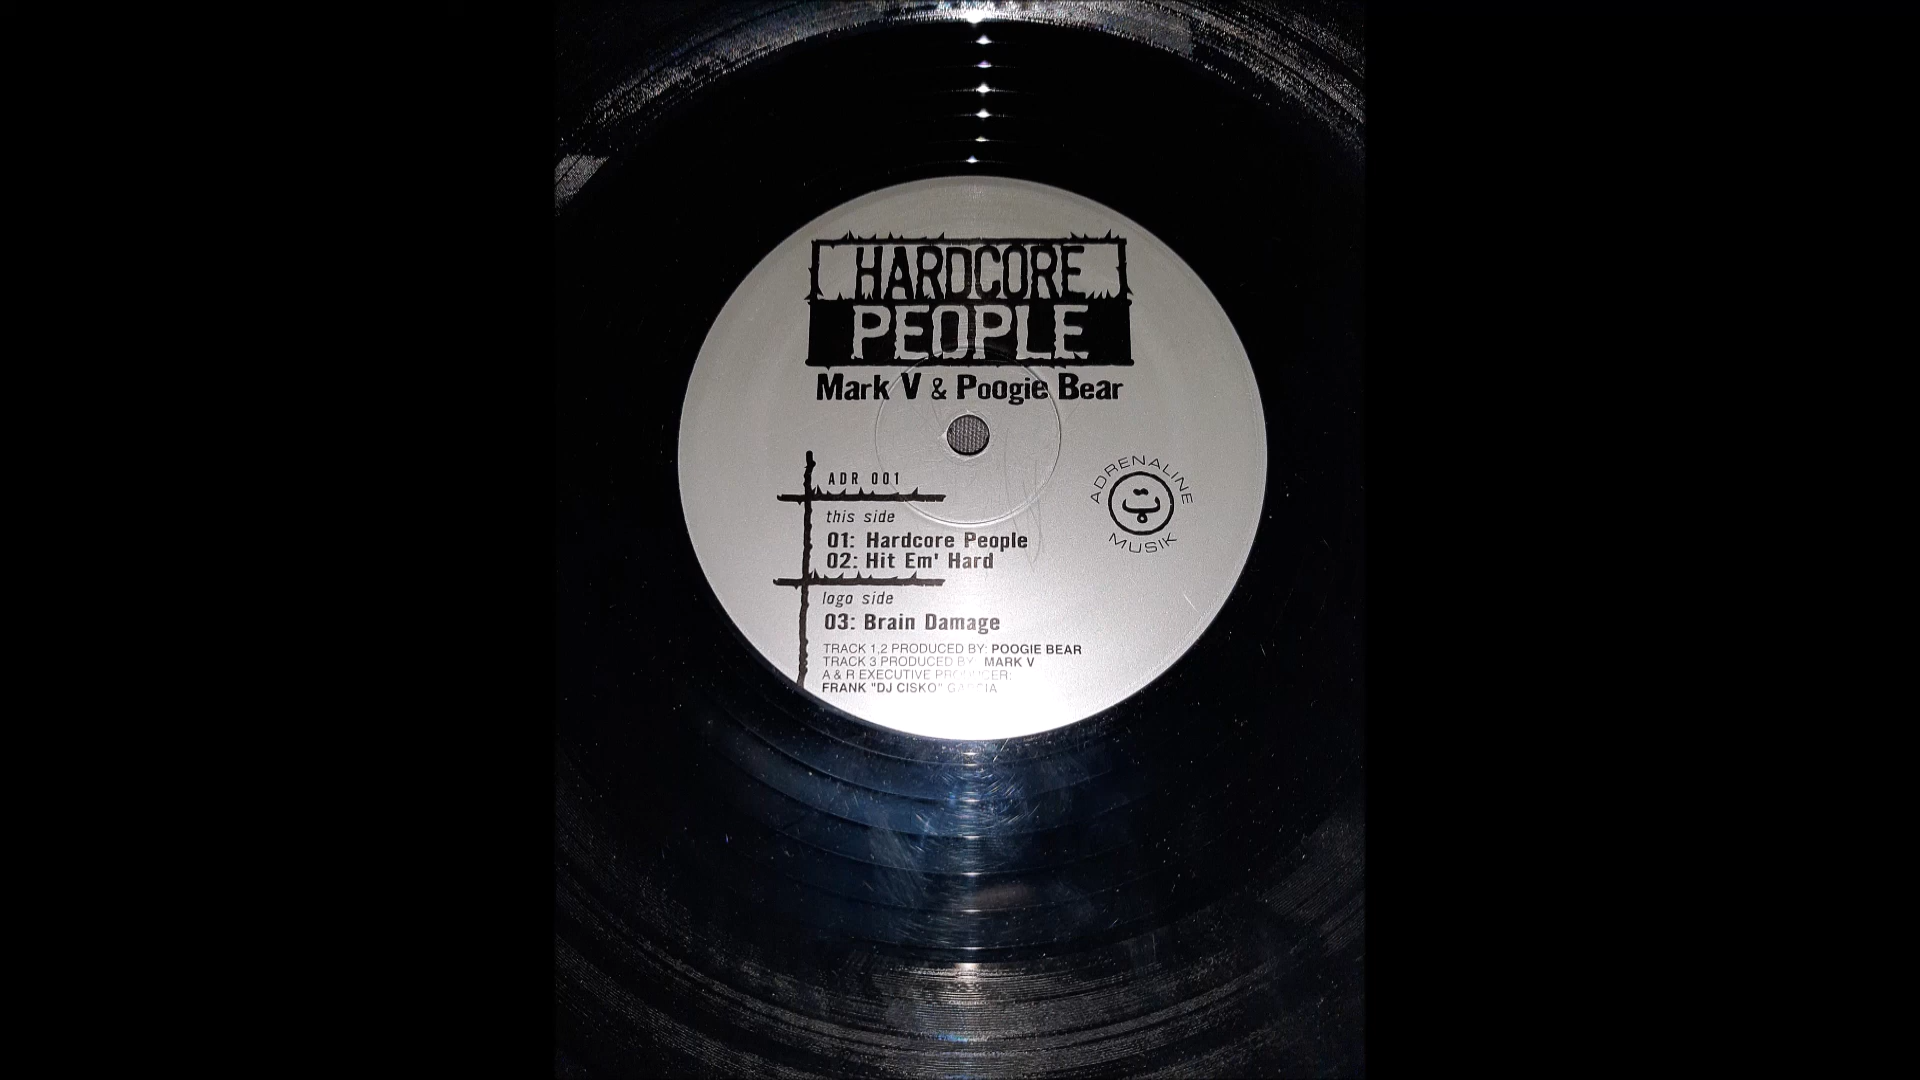 HARDCORE
PEOPLE
Mark V & Poogie Bear
ADR 001
this side
01: Hardcore People
02: Hit Em' Hard
logo side
03: Brain Damage
TRACK 1,2 PRODUCED BY: POOGIE BEAR
TRACK 3 PRODUCED BY MARK V
A & R EXECUTIVE PRODUCER:
FRANK "DJ CISKO" GARCIA
ADRENALINE
MUSIK